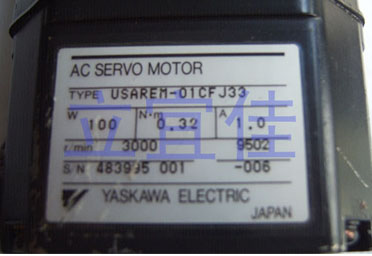 AC SERVO MOTOR
TYPE USAREM-01CFJ33
W 100 N·m 0.32 A 1.0
r/min 3000 9502
S/N 483995 001 -006
YASKAWA ELECTRIC
JAPAN
立宜佳